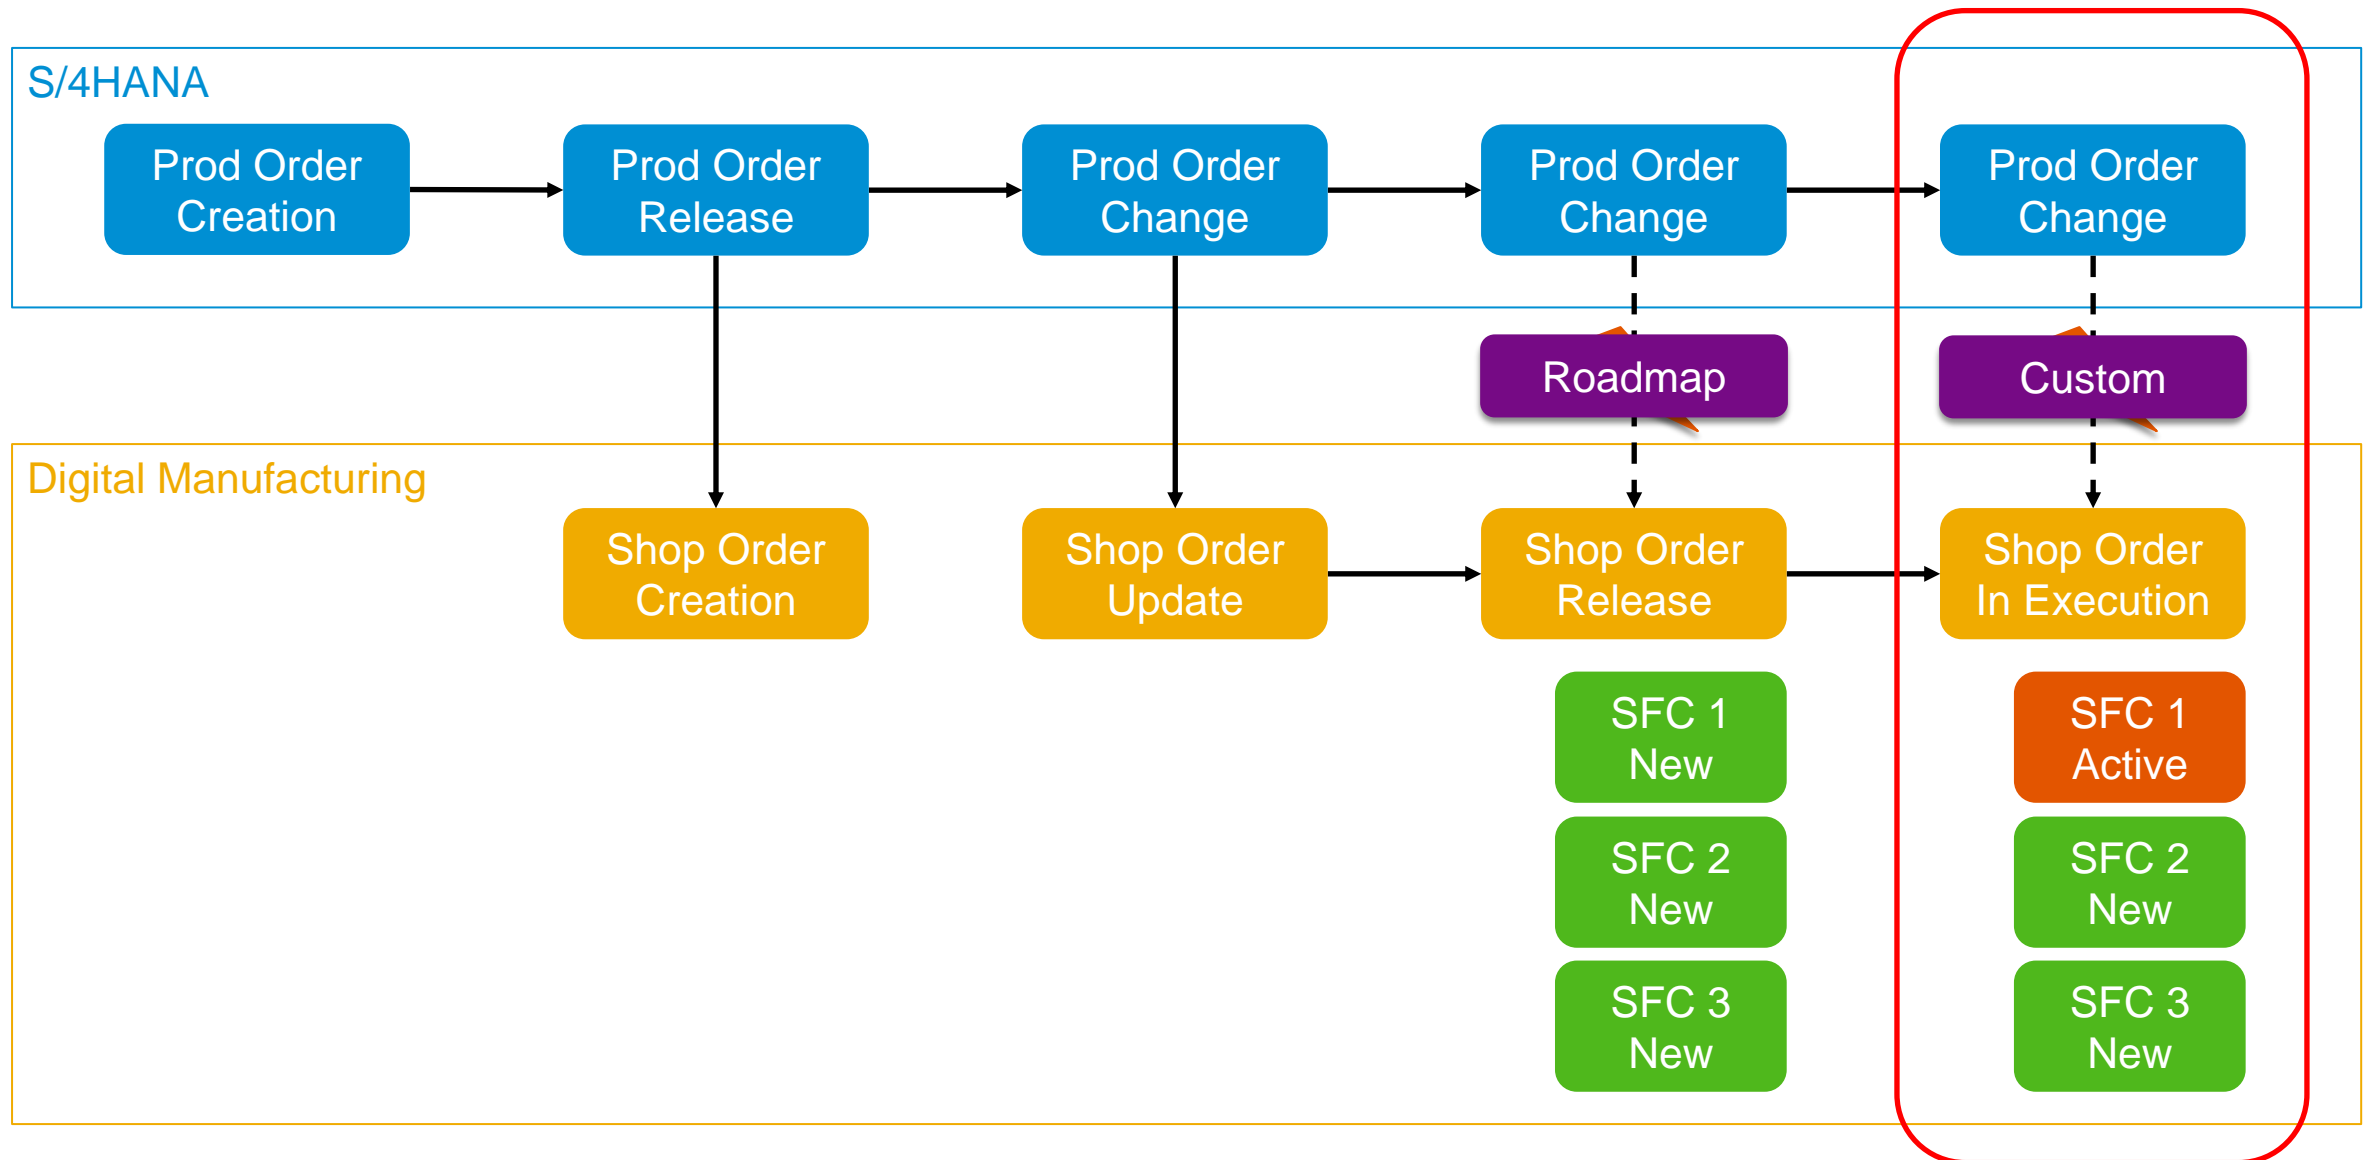 S/4HANA
Prod Order
Creation
Prod Order
Release
Prod Order
Change
Prod Order
Change
Prod Order
Change
Roadmap
Custom
Digital Manufacturing
Shop Order
Creation
Shop Order
Update
Shop Order
Release
Shop Order
In Execution
SFC 1
New
SFC 1
Active
SFC 2
New
SFC 2
New
SFC 3
New
SFC 3
New